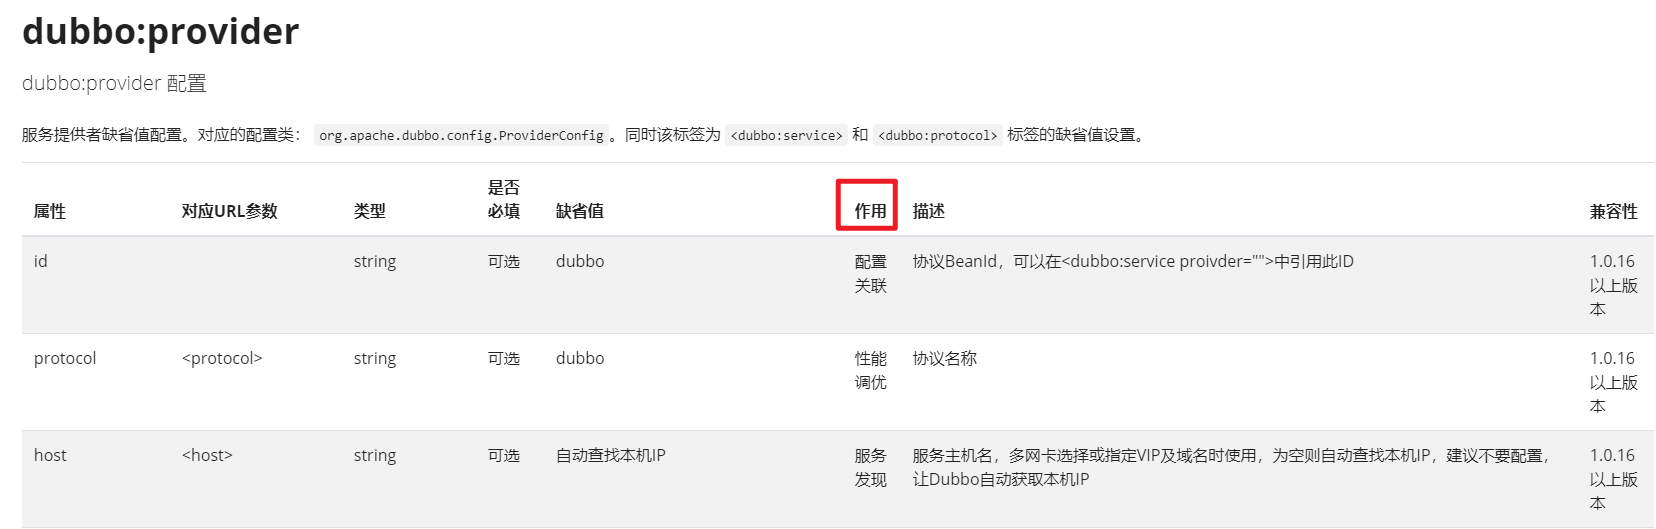 dubbo:provider
dubbo:provider 配置
服务提供者缺省值配置。对应的配置类： org.apache.dubbo.config.ProviderConfig 。同时该标签为 <dubbo:service> 和 <dubbo:protocol> 标签的缺省值设置。
属性 对应URL参数 类型 是否必填 缺省值 作用 描述 兼容性
id string 可选 dubbo 配置关联 协议BeanId，可以在<dubbo:service proivder="">中引用此ID 1.0.16以上版本
protocol <protocol> string 可选 dubbo 性能调优 协议名称 1.0.16以上版本
host <host> string 可选 自动查找本机IP 服务发现 服务主机名，多网卡选择或指定VIP及域名时使用，为空则自动查找本机IP，建议不要配置，让Dubbo自动获取本机IP 1.0.16以上版本